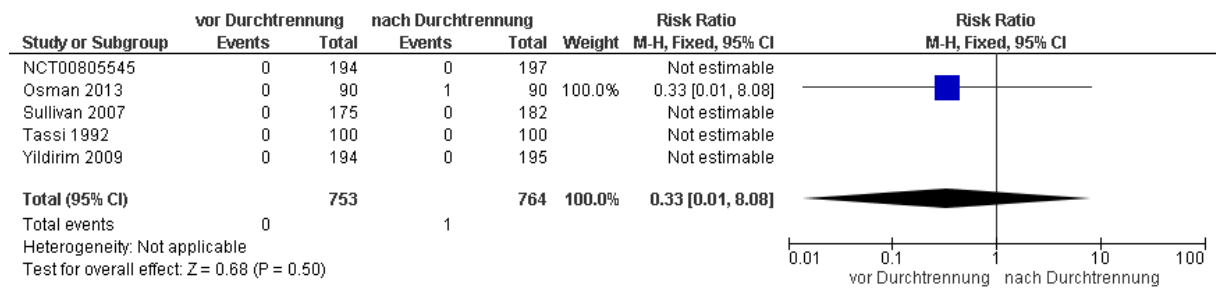 vor Durchtrennung nach Durchtrennung Risk Ratio Risk Ratio
Study or Subgroup Events Total Events Total Weight M-H, Fixed, 95% CI M-H, Fixed, 95% CI
NCT00805545 0 194 0 197 Not estimable
Osman 2013 0 90 1 90 100.0% 0.33 [0.01, 8.08]
Sullivan 2007 0 175 0 182 Not estimable
Tassi 1992 0 100 0 100 Not estimable
Yildirim 2009 0 194 0 195 Not estimable
Total (95% CI) 753 764 100.0% 0.33 [0.01, 8.08]
Total events 0 1
Heterogeneity: Not applicable
Test for overall effect: Z = 0.68 (P = 0.50)
0.01 0.1 1 10 100
vor Durchtrennung nach Durchtrennung